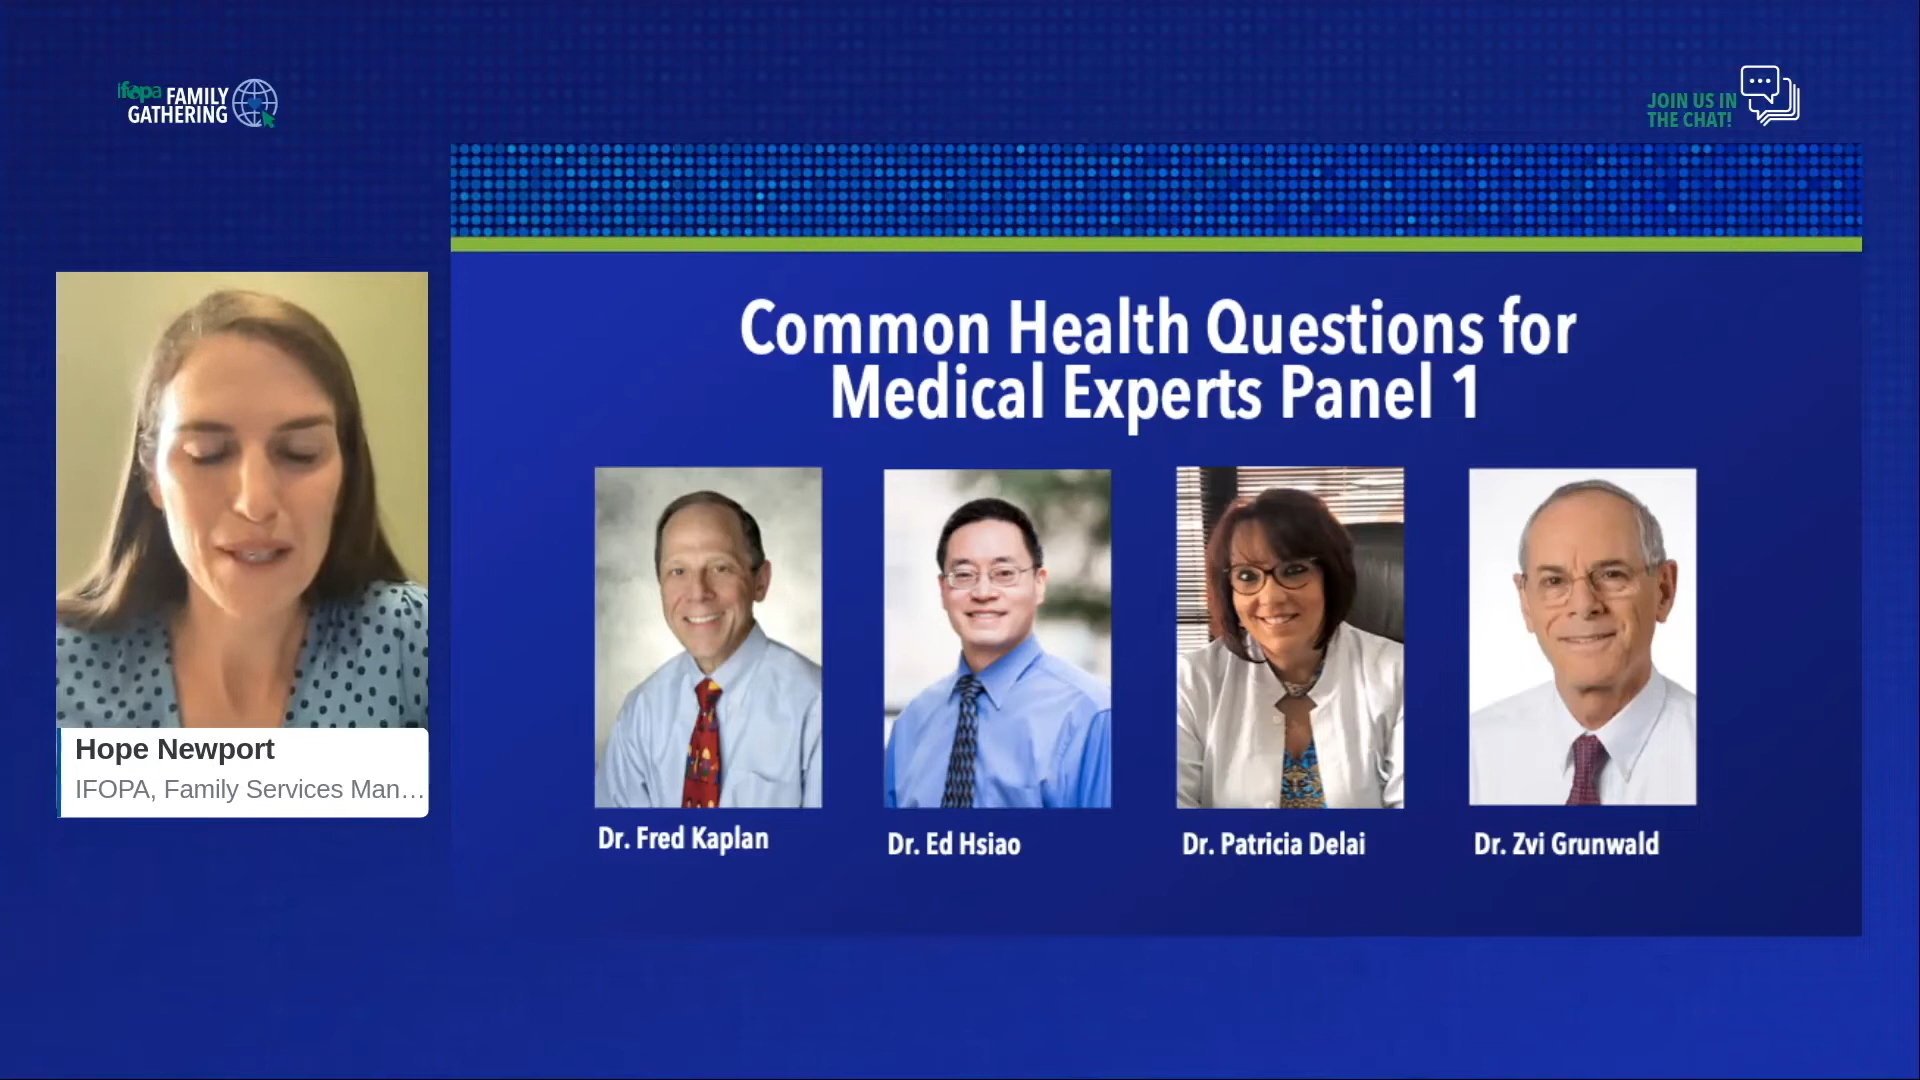 ifopa FAMILY
GATHERING
JOIN US IN
THE CHAT!
Common Health Questions for
Medical Experts Panel 1
Hope Newport
IFOPA, Family Services Man…
Dr. Fred Kaplan
Dr. Ed Hsiao
Dr. Patricia Delai
Dr. Zvi Grunwald